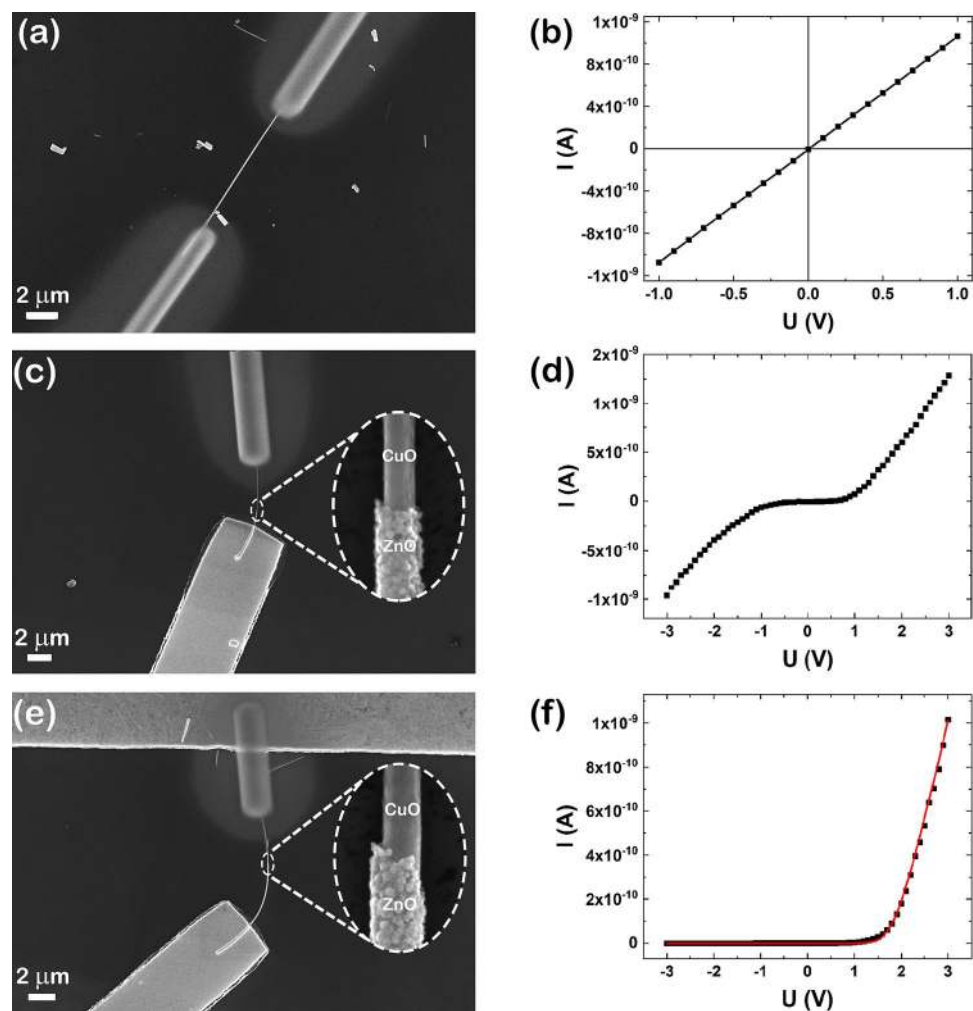 (a)
2 μm
(b)
1x10⁻⁹
8x10⁻¹⁰
4x10⁻¹⁰
0
-4x10⁻¹⁰
-8x10⁻¹⁰
-1x10⁻⁹
I (A)
-1.0 -0.5 0.0 0.5 1.0
U (V)
(c)
CuO
ZnO
2 μm
(d)
2x10⁻⁹
1x10⁻⁹
5x10⁻¹⁰
0
-5x10⁻¹⁰
-1x10⁻⁹
I (A)
-3 -2 -1 0 1 2 3
U (V)
(e)
CuO
ZnO
2 μm
(f)
1x10⁻⁹
8x10⁻¹⁰
6x10⁻¹⁰
4x10⁻¹⁰
2x10⁻¹⁰
0
I (A)
-3 -2 -1 0 1 2 3
U (V)